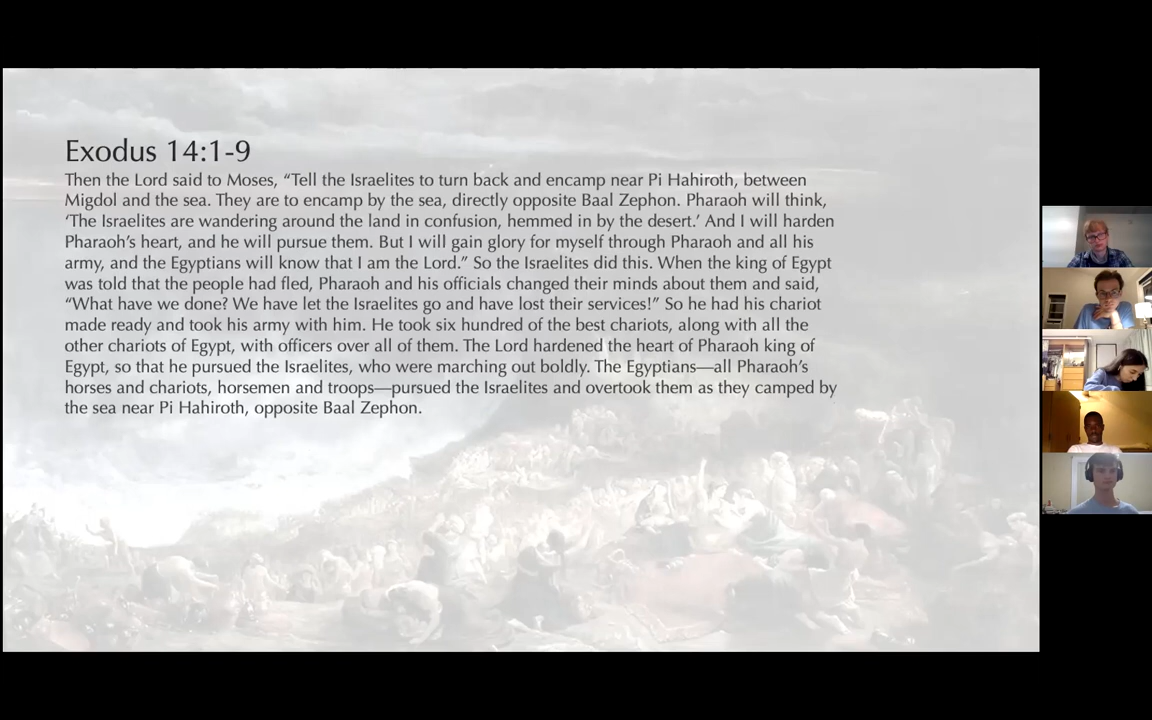 Exodus 14:1-9
Then the Lord said to Moses, “Tell the Israelites to turn back and encamp near Pi Hahiroth, between
Migdol and the sea. They are to encamp by the sea, directly opposite Baal Zephon. Pharaoh will think,
‘The Israelites are wandering around the land in confusion, hemmed in by the desert.’ And I will harden
Pharaoh’s heart, and he will pursue them. But I will gain glory for myself through Pharaoh and all his
army, and the Egyptians will know that I am the Lord.” So the Israelites did this. When the king of Egypt
was told that the people had fled, Pharaoh and his officials changed their minds about them and said,
“What have we done? We have let the Israelites go and have lost their services!” So he had his chariot
made ready and took his army with him. He took six hundred of the best chariots, along with all the
other chariots of Egypt, with officers over all of them. The Lord hardened the heart of Pharaoh king of
Egypt, so that he pursued the Israelites, who were marching out boldly. The Egyptians—all Pharaoh’s
horses and chariots, horsemen and troops—pursued the Israelites and overtook them as they camped by
the sea near Pi Hahiroth, opposite Baal Zephon.